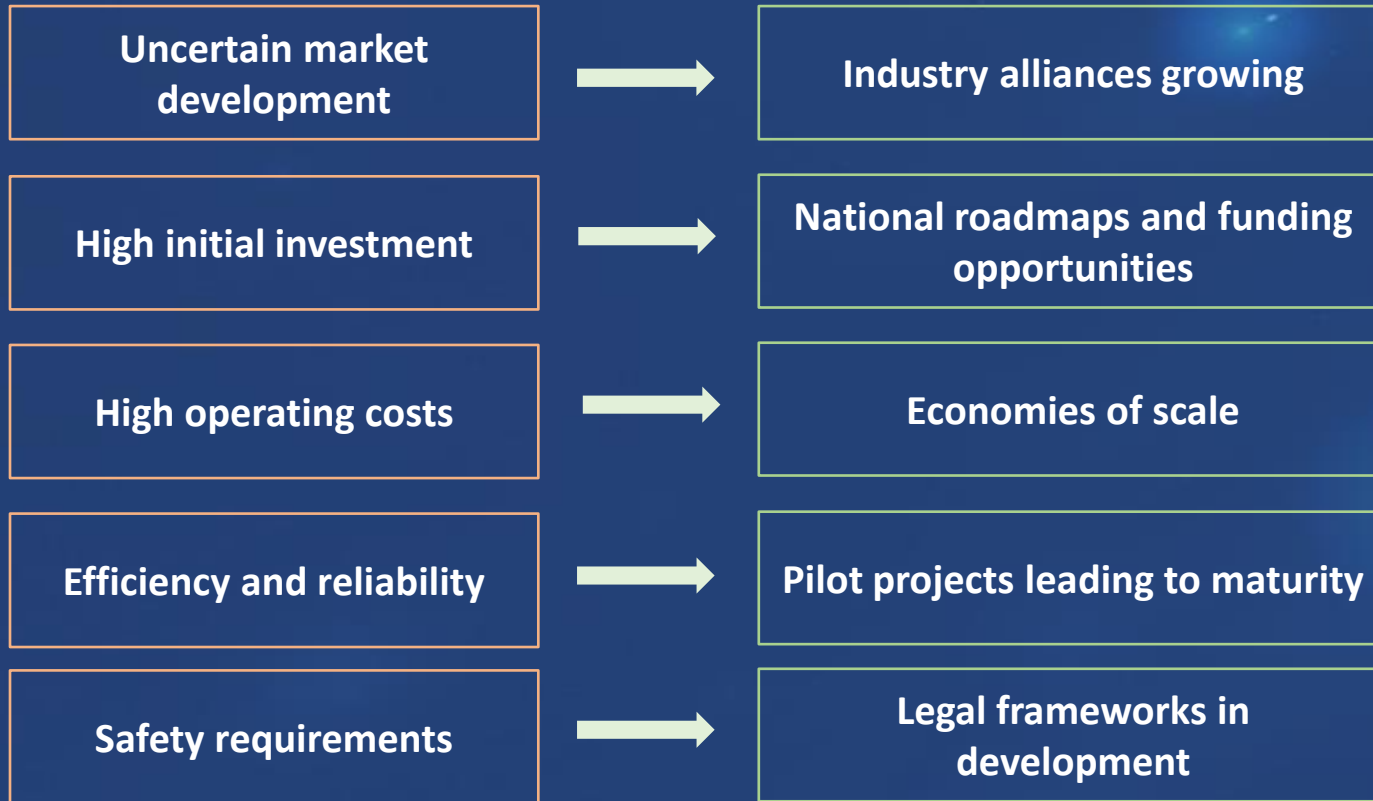 Uncertain market
development
Industry alliances growing
High initial investment
National roadmaps and funding
opportunities
High operating costs
Economies of scale
Efficiency and reliability
Pilot projects leading to maturity
Safety requirements
Legal frameworks in
development